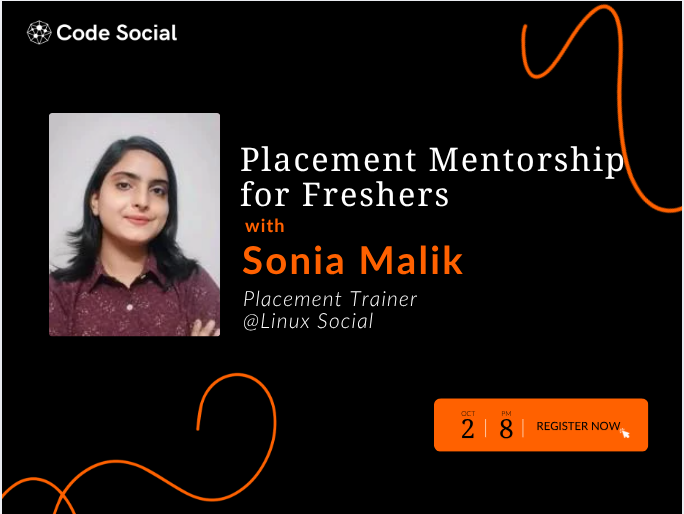 Code Social
Placement Mentorship
for Freshers
with
Sonia Malik
Placement Trainer
@Linux Social
OCT PM
2 8 REGISTER NOW